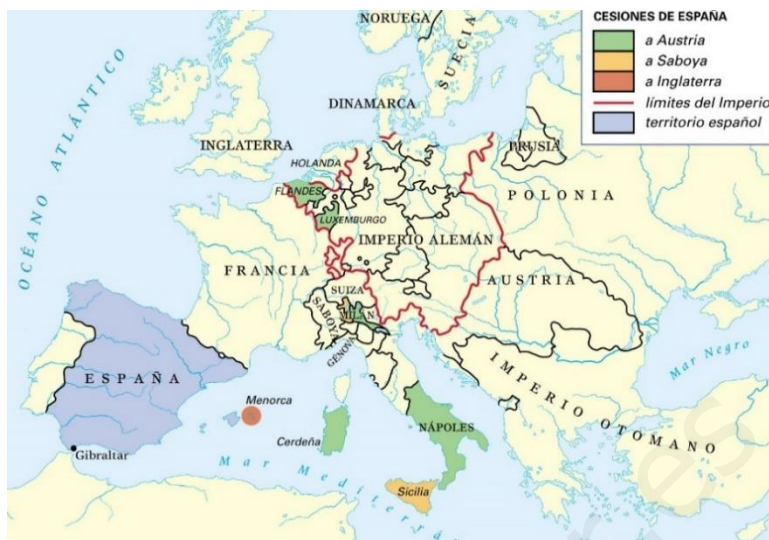 NORUEGA
SUECIA
CESIONES DE ESPAÑA
a Austria
a Saboya
a Inglaterra
límites del Imperio
territorio español
OCÉANO ATLÁNTICO
DINAMARCA
INGLATERRA
HOLANDA
PRUSIA
FLANDES
POLONIA
LUXEMBURGO
IMPERIO ALEMÁN
FRANCIA
AUSTRIA
SUIZA
SABOYA
MILÁN
GÉNOVA
Mar Negro
IMPERIO OTOMANO
ESPAÑA
Menorca
NÁPOLES
Cerdeña
Gibraltar
Mar Mediterrán
Sicilia